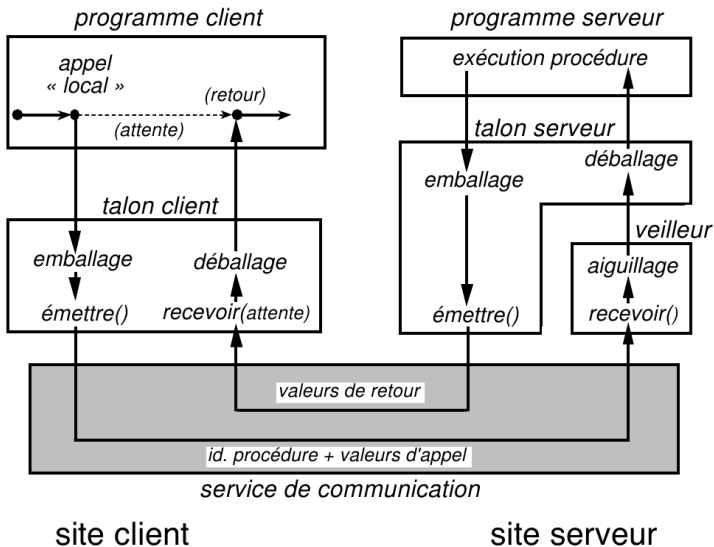 programme client
programme serveur
appel
« local »
(retour)
(attente)
exécution procédure
talon serveur
déballage
emballage
talon client
veilleur
emballage
déballage
aiguillage
émettre()
recevoir(attente)
émettre()
recevoir()
valeurs de retour
id. procédure + valeurs d'appel
service de communication
site client
site serveur